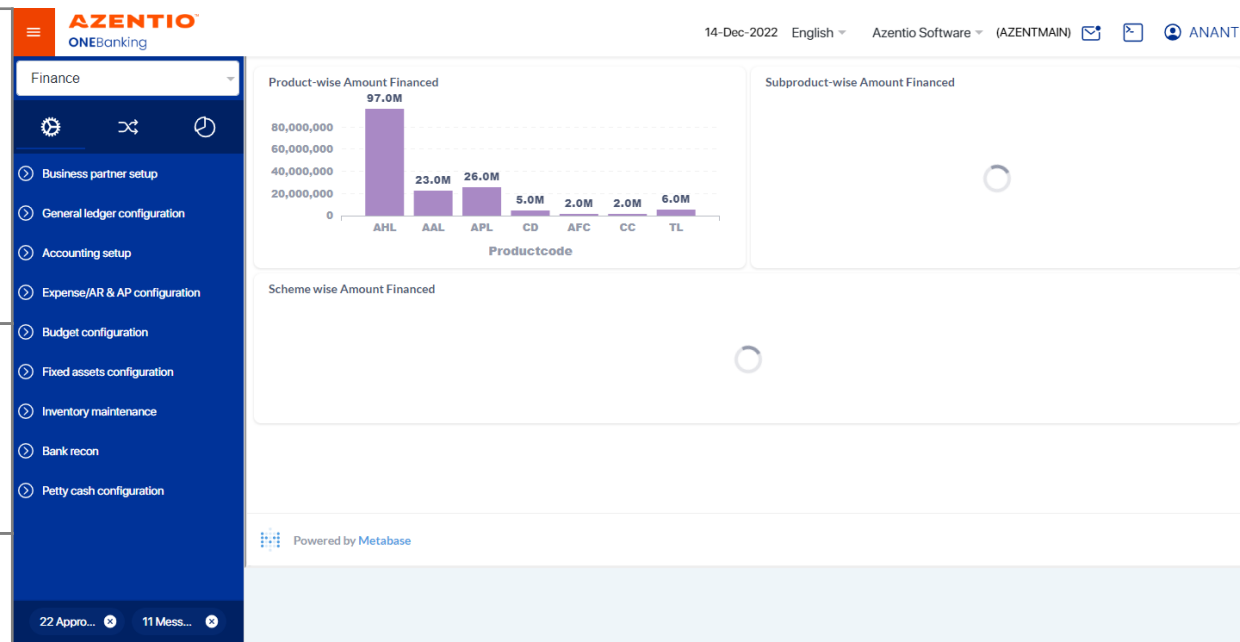 AZENTIO
ONEBanking
14-Dec-2022 English Azentio Software (AZENTMAIN) ANANT
Finance
Business partner setup
General ledger configuration
Accounting setup
Expense/AR & AP configuration
Budget configuration
Fixed assets configuration
Inventory maintenance
Bank recon
Petty cash configuration
22 Appro... 11 Mess...
Product-wise Amount Financed
97.0M
80,000,000
60,000,000
40,000,000
23.0M 26.0M
20,000,000
5.0M 2.0M 2.0M 6.0M
0
AHL AAL APL CD AFC CC TL
Productcode
Subproduct-wise Amount Financed
Scheme wise Amount Financed
Powered by Metabase